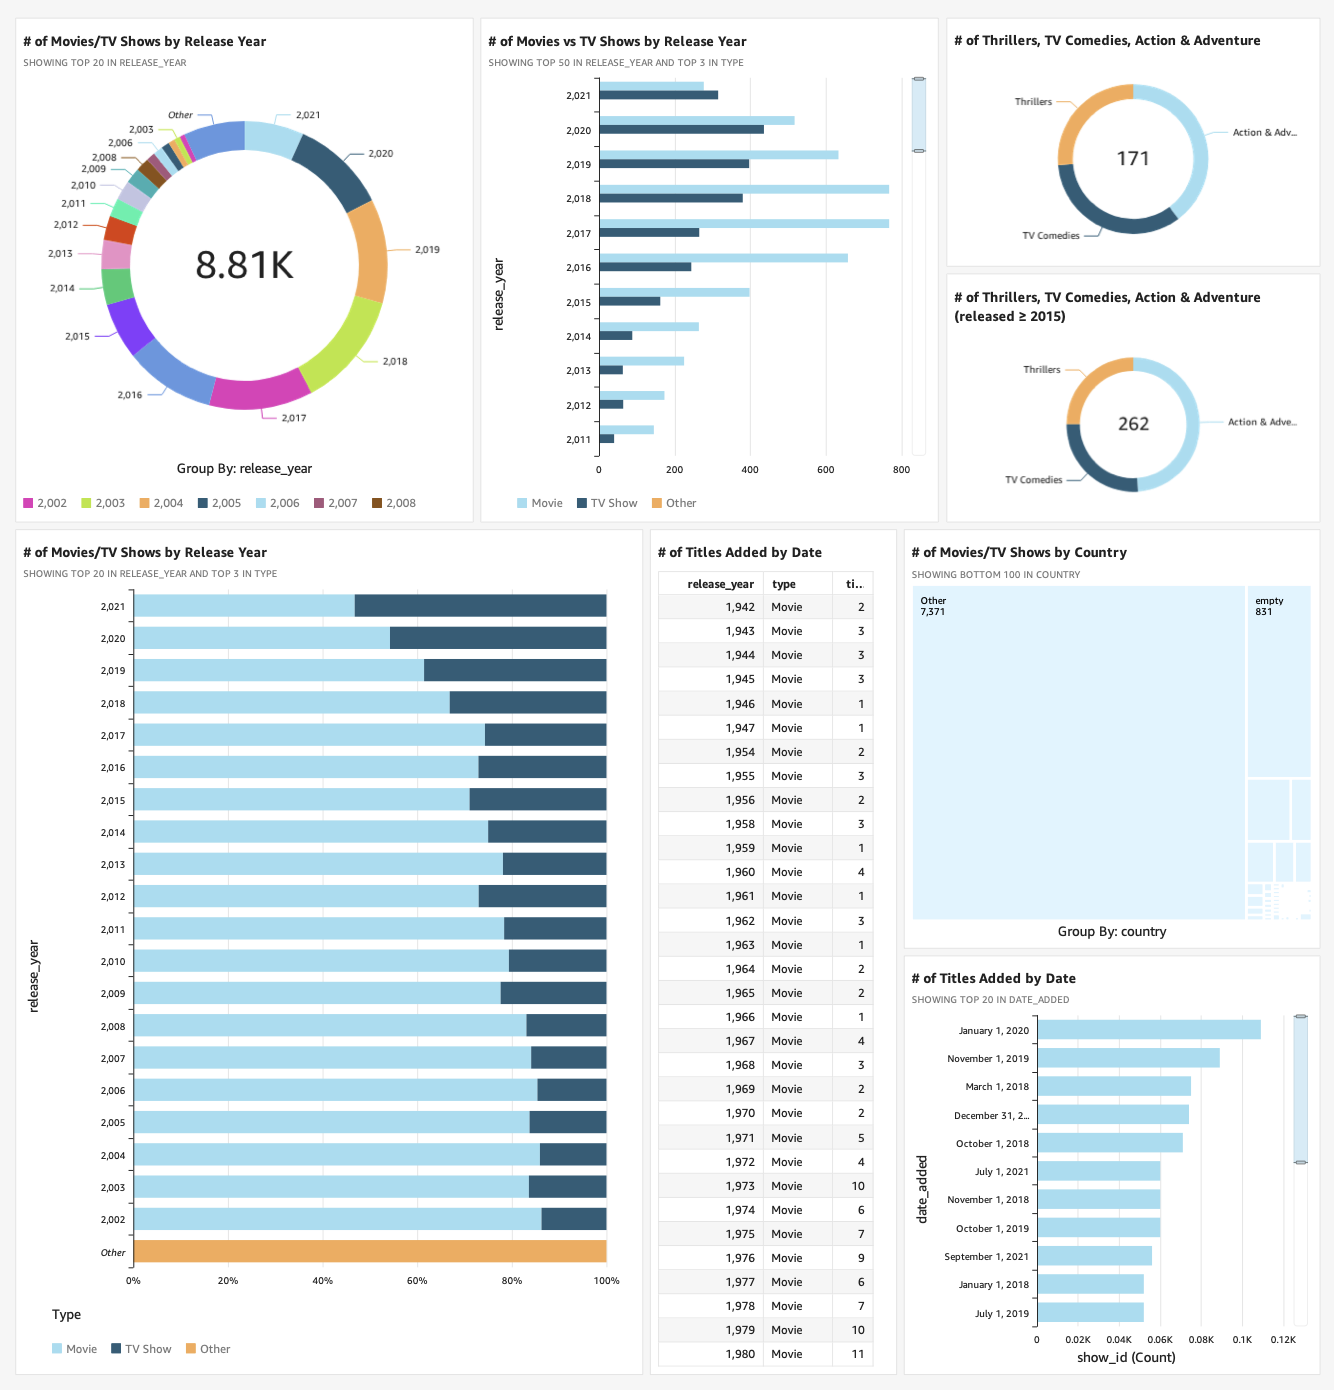 # of Movies/TV Shows by Release Year
SHOWING TOP 20 IN RELEASE_YEAR
Other
2,021
2,003
2,006
2,020
2,008
2,009
2,010
2,011
2,012
2,019
2,013
8.81K
2,014
2,015
2,018
2,016
2,017
Group By: release_year
2,002 2,003 2,004 2,005 2,006 2,007 2,008
# of Movies vs TV Shows by Release Year
SHOWING TOP 50 IN RELEASE_YEAR AND TOP 3 IN TYPE
release_year
2,021
2,020
2,019
2,018
2,017
2,016
2,015
2,014
2,013
2,012
2,011
0 200 400 600 800
Movie TV Show Other
# of Thrillers, TV Comedies, Action & Adventure
Thrillers
Action & Adv...
171
TV Comedies
# of Thrillers, TV Comedies, Action & Adventure
(released ≥ 2015)
Thrillers
Action & Adve...
262
TV Comedies
# of Movies/TV Shows by Release Year
SHOWING TOP 20 IN RELEASE_YEAR AND TOP 3 IN TYPE
release_year
2,021
2,020
2,019
2,018
2,017
2,016
2,015
2,014
2,013
2,012
2,011
2,010
2,009
2,008
2,007
2,006
2,005
2,004
2,003
2,002
Other
0% 20% 40% 60% 80% 100%
Type
Movie TV Show Other
# of Titles Added by Date
release_year type ti...
1,942 Movie 2
1,943 Movie 3
1,944 Movie 3
1,945 Movie 3
1,946 Movie 1
1,947 Movie 1
1,954 Movie 2
1,955 Movie 3
1,956 Movie 2
1,958 Movie 3
1,959 Movie 1
1,960 Movie 4
1,961 Movie 1
1,962 Movie 3
1,963 Movie 1
1,964 Movie 2
1,965 Movie 2
1,966 Movie 1
1,967 Movie 4
1,968 Movie 3
1,969 Movie 2
1,970 Movie 2
1,971 Movie 5
1,972 Movie 4
1,973 Movie 10
1,974 Movie 6
1,975 Movie 7
1,976 Movie 9
1,977 Movie 6
1,978 Movie 7
1,979 Movie 10
1,980 Movie 11
# of Movies/TV Shows by Country
SHOWING BOTTOM 100 IN COUNTRY
Other
7,371
empty
831
Group By: country
# of Titles Added by Date
SHOWING TOP 20 IN DATE_ADDED
date_added
January 1, 2020
November 1, 2019
March 1, 2018
December 31, 2...
October 1, 2018
July 1, 2021
November 1, 2018
October 1, 2019
September 1, 2021
January 1, 2018
July 1, 2019
0 0.02K 0.04K 0.06K 0.08K 0.1K 0.12K
show_id (Count)